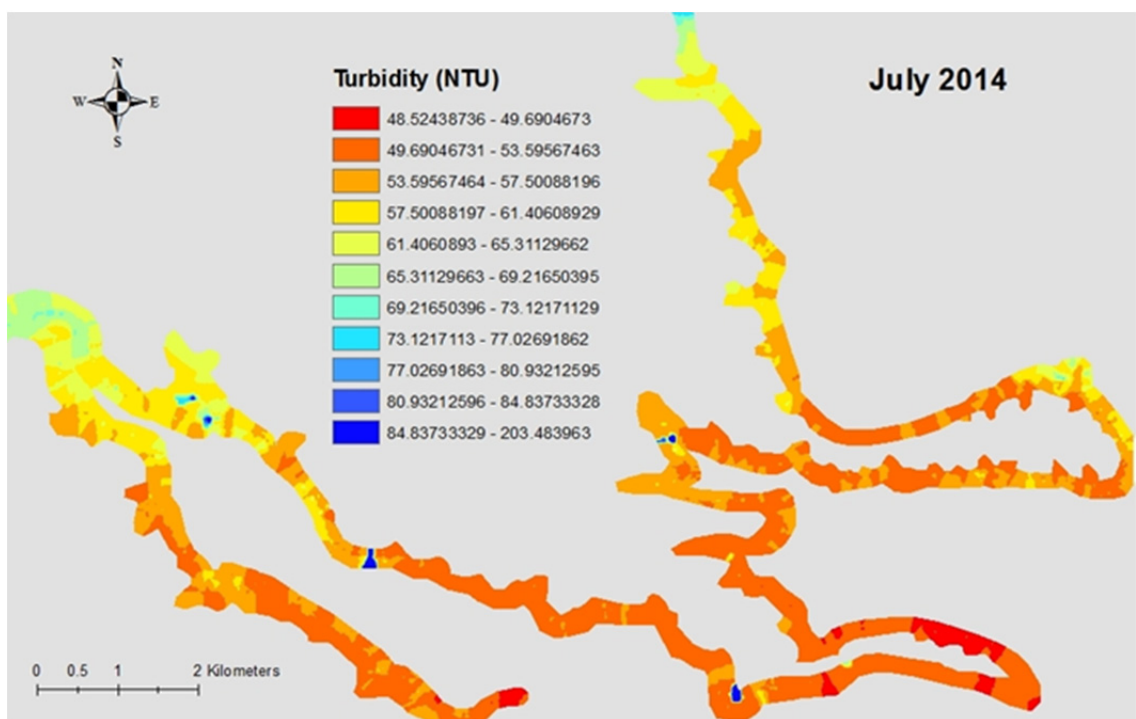 N
W E
S
Turbidity (NTU)
48.52438736 - 49.6904673
49.69046731 - 53.59567463
53.59567464 - 57.50088196
57.50088197 - 61.40608929
61.4060893 - 65.31129662
65.31129663 - 69.21650395
69.21650396 - 73.12171129
73.1217113 - 77.02691862
77.02691863 - 80.93212595
80.93212596 - 84.83733328
84.83733329 - 203.483963
July 2014
0 0.5 1 2 Kilometers